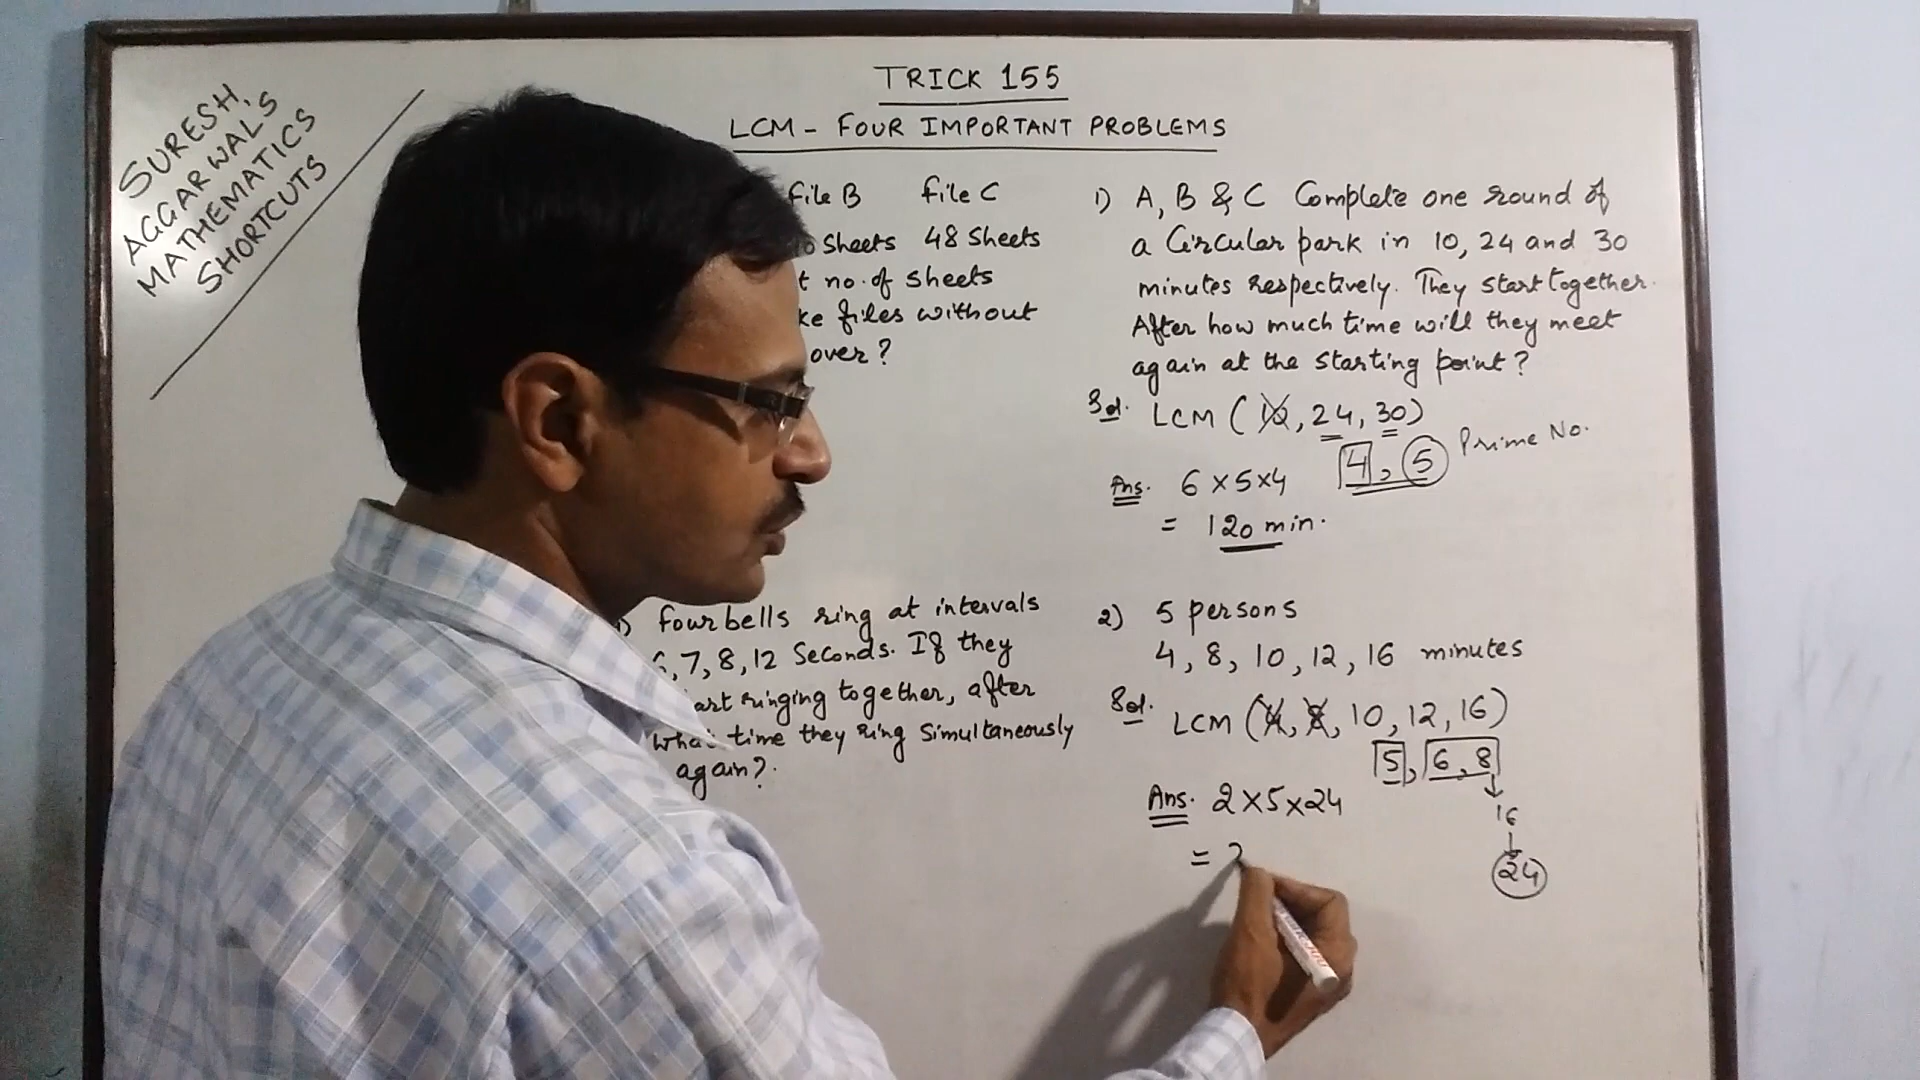 SURESH
AGGARWAL'S
MATHEMATICS
SHORTCUTS
TRICK 155
LCM - FOUR IMPORTANT PROBLEMS
file B file C
Sheets 48 Sheets
no. of sheets
files without
over?
four bells ring at intervals
, 7, 8, 12 Seconds. If they
ringing together, after
what time they ring Simultaneously
again?
1) A, B & C Complete one round of
a Circular park in 10, 24 and 30
minutes respectively. They start together.
After how much time will they meet
again at the starting point?
Sol. LCM (10, 24, 30)
4, 5 Prime No.
Ans. 6 x 5 x 4
= 120 min.
2) 5 persons
4, 8, 10, 12, 16 minutes
Sol. LCM (4, 8, 10, 12, 16)
5, 6, 8
16
24
Ans. 2 x 5 x 24
= 2